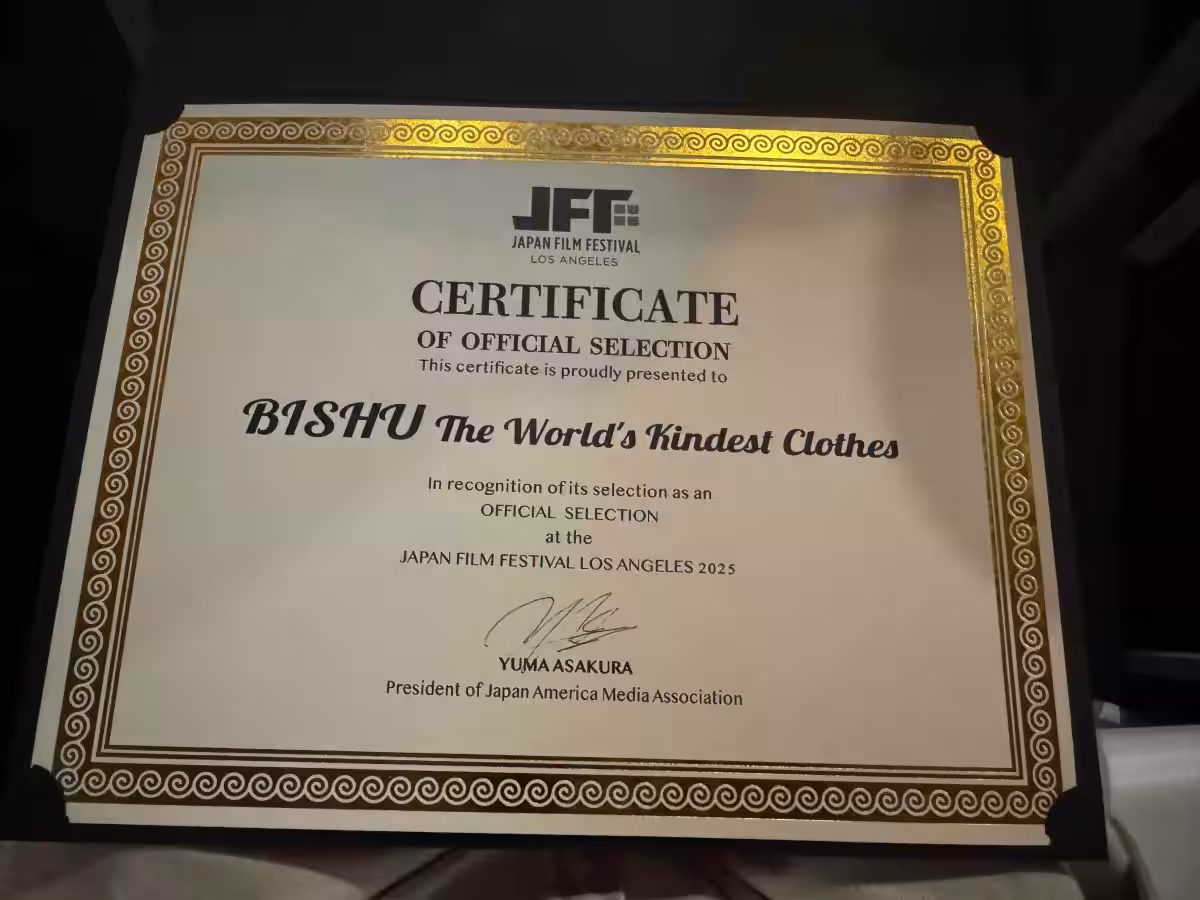 JFF
JAPAN FILM FESTIVAL
LOS ANGELES
CERTIFICATE
OF OFFICIAL SELECTION
This certificate is proudly presented to
BISHU The World's Kindest Clothes
In recognition of its selection as an
OFFICIAL SELECTION
at the
JAPAN FILM FESTIVAL LOS ANGELES 2025
YUMA ASAKURA
President of Japan America Media Association